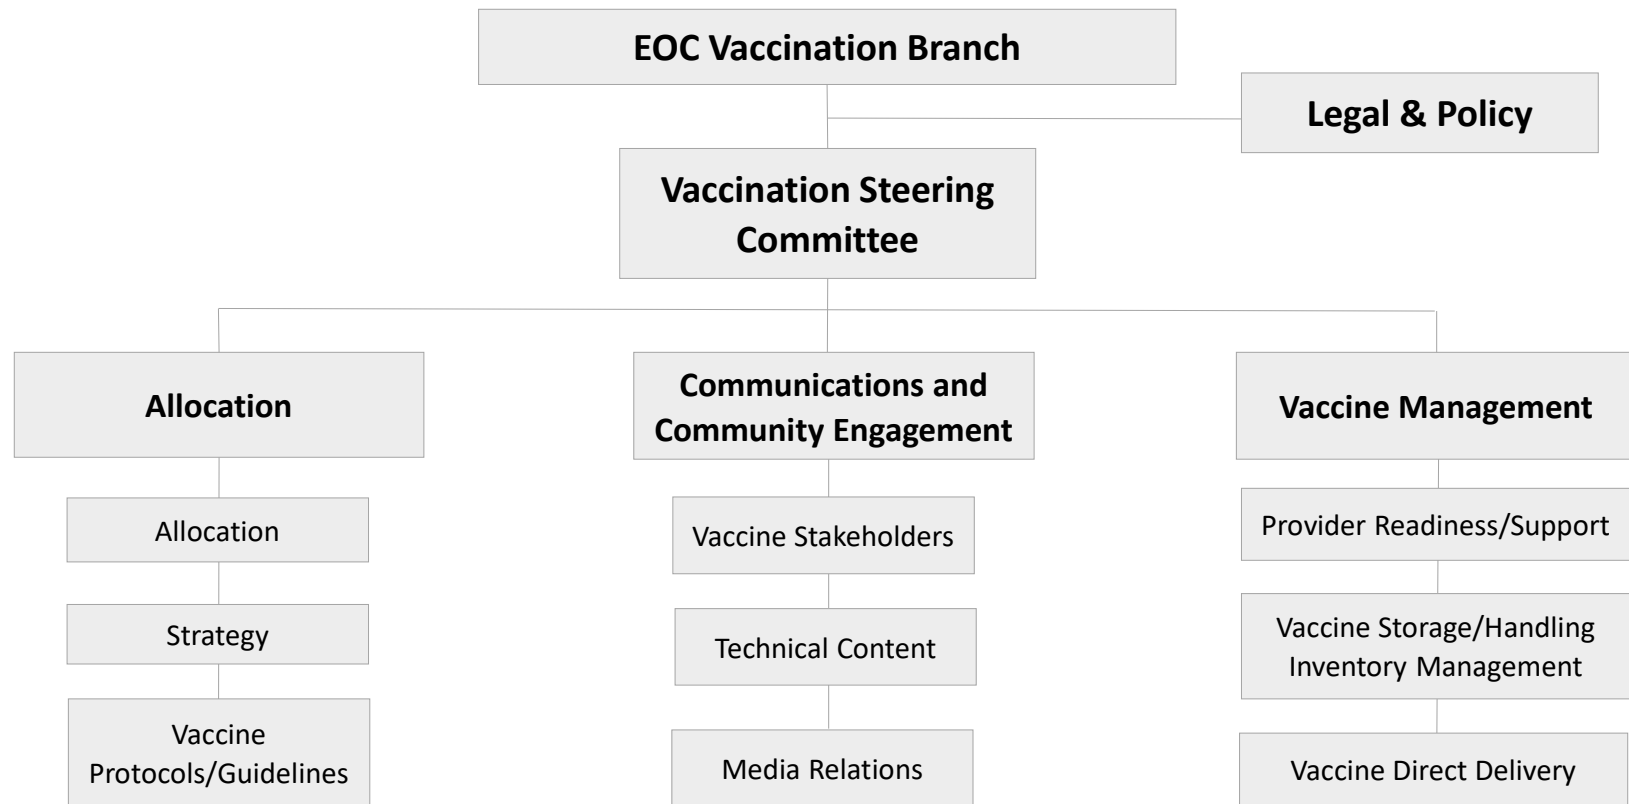 EOC Vaccination Branch
Legal & Policy
Vaccination Steering
Committee
Allocation
Communications and
Community Engagement
Vaccine Management
Allocation
Strategy
Vaccine
Protocols/Guidelines
Vaccine Stakeholders
Technical Content
Media Relations
Provider Readiness/Support
Vaccine Storage/Handling
Inventory Management
Vaccine Direct Delivery